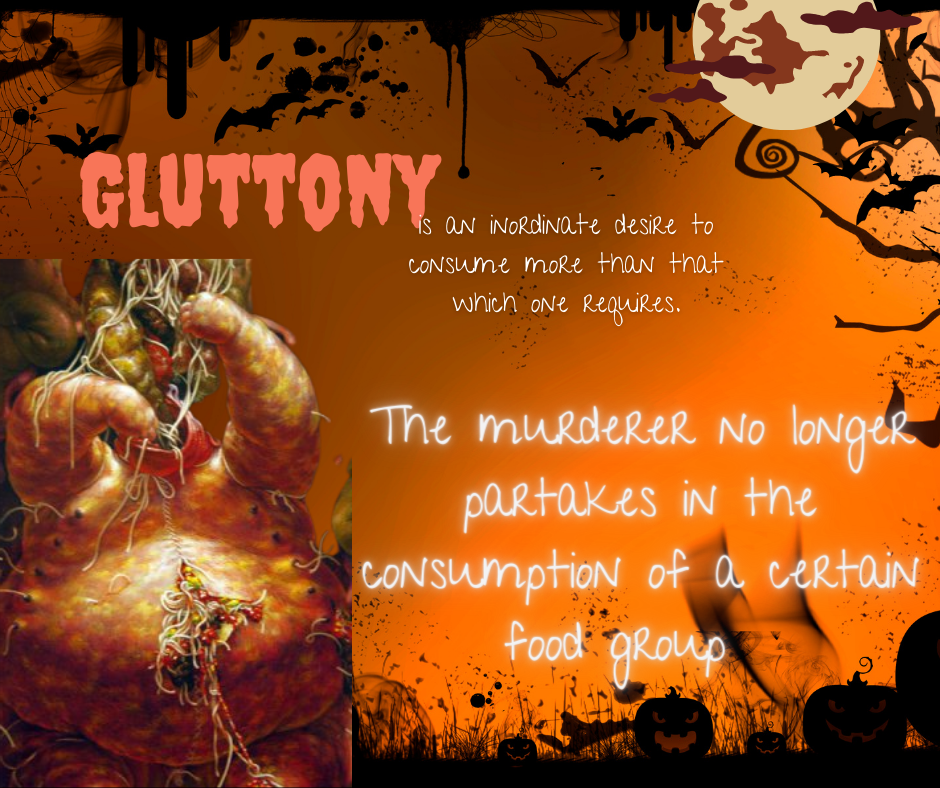 GLUTTONY
is an inordinate desire to
consume more than that
which one requires.
The murderer no longer
partakes in the
consumption of a certain
food group